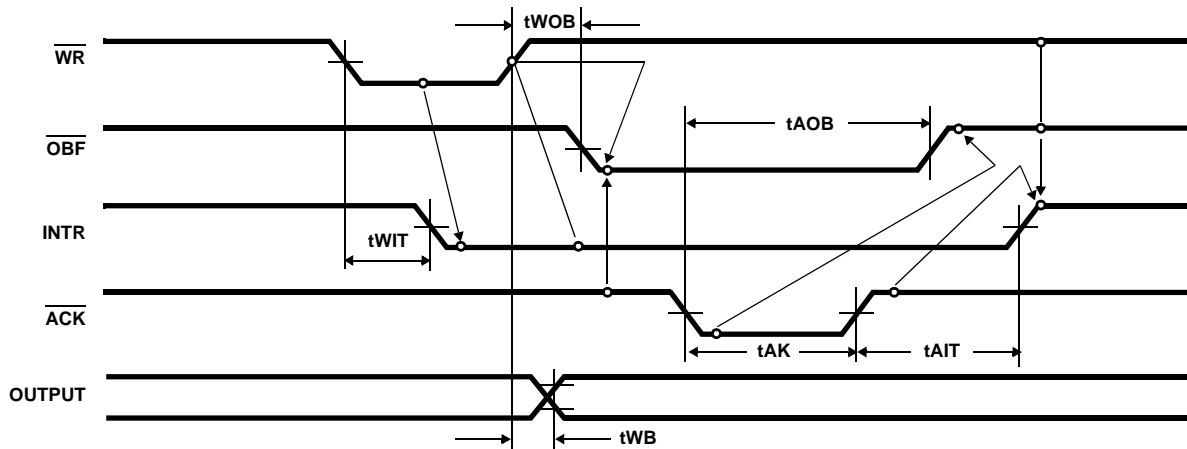 tWOB
WR
OBF
tAOB
INTR
tWIT
ACK
tAK
tAIT
OUTPUT
tWB